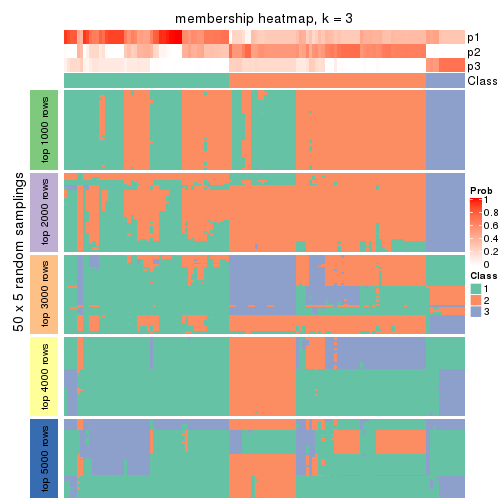 membership heatmap, k = 3
p1
p2
p3
Class
50 x 5 random samplings
top 1000 rows
top 2000 rows
top 3000 rows
top 4000 rows
top 5000 rows
Prob
1
0.8
0.6
0.4
0.2
0
Class
1
2
3